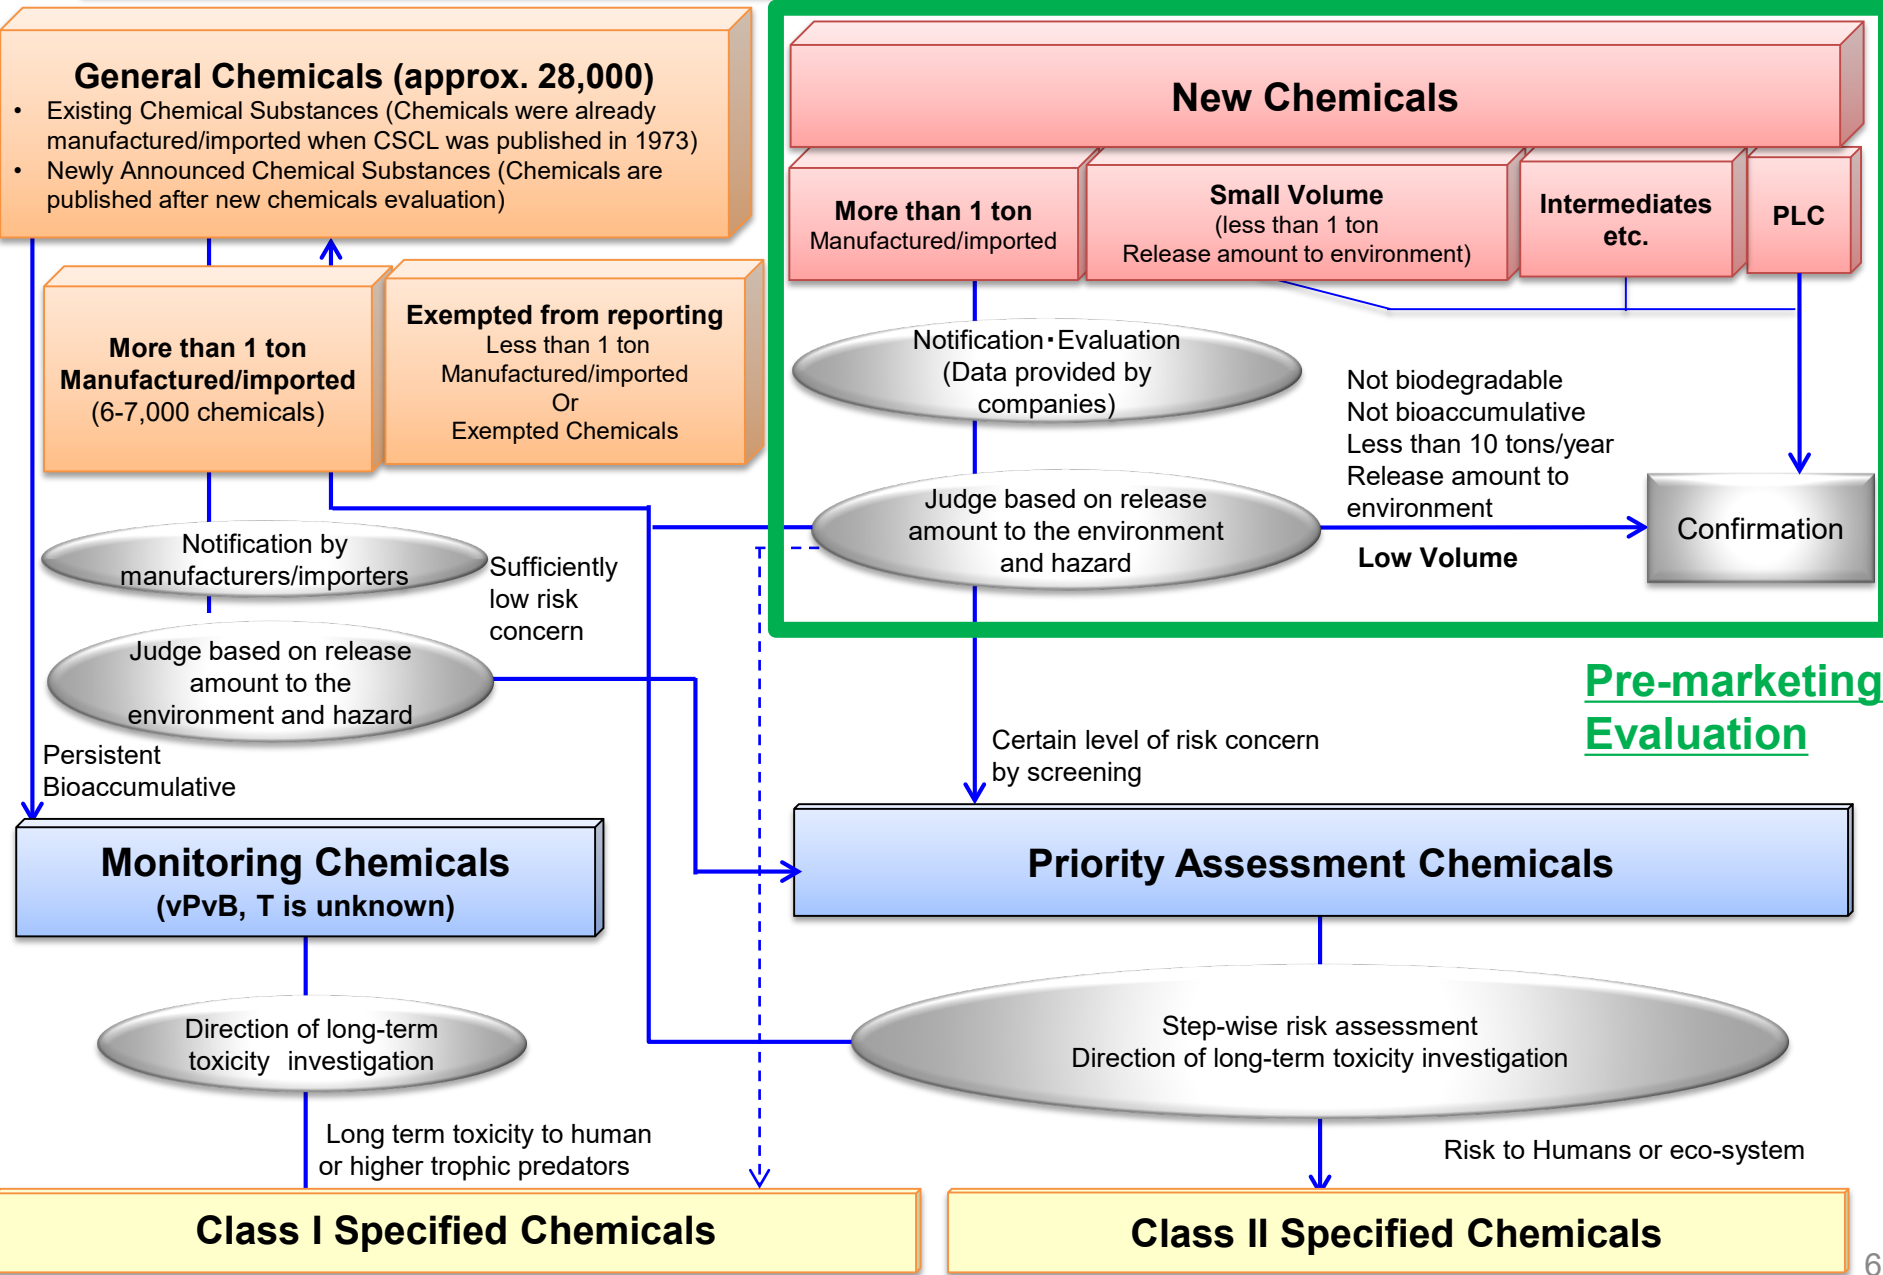 General Chemicals (approx. 28,000)
• Existing Chemical Substances (Chemicals were already
manufactured/imported when CSCL was published in 1973)
• Newly Announced Chemical Substances (Chemicals are
published after new chemicals evaluation)
More than 1 ton
Manufactured/imported
(6-7,000 chemicals)
Exempted from reporting
Less than 1 ton
Manufactured/imported
Or
Exempted Chemicals
Notification by
manufacturers/importers
Sufficiently
low risk
concern
Judge based on release
amount to the
environment and hazard
Persistent
Bioaccumulative
New Chemicals
More than 1 ton
Manufactured/imported
Small Volume
(less than 1 ton
Release amount to environment)
Intermediates
etc.
PLC
Notification・Evaluation
(Data provided by
companies)
Not biodegradable
Not bioaccumulative
Less than 10 tons/year
Release amount to
environment
Judge based on release
amount to the environment
and hazard
Low Volume
Confirmation
Pre-marketing
Evaluation
Certain level of risk concern
by screening
Monitoring Chemicals
(vPvB, T is unknown)
Priority Assessment Chemicals
Direction of long-term
toxicity investigation
Step-wise risk assessment
Direction of long-term toxicity investigation
Long term toxicity to human
or higher trophic predators
Risk to Humans or eco-system
Class I Specified Chemicals
Class II Specified Chemicals
6